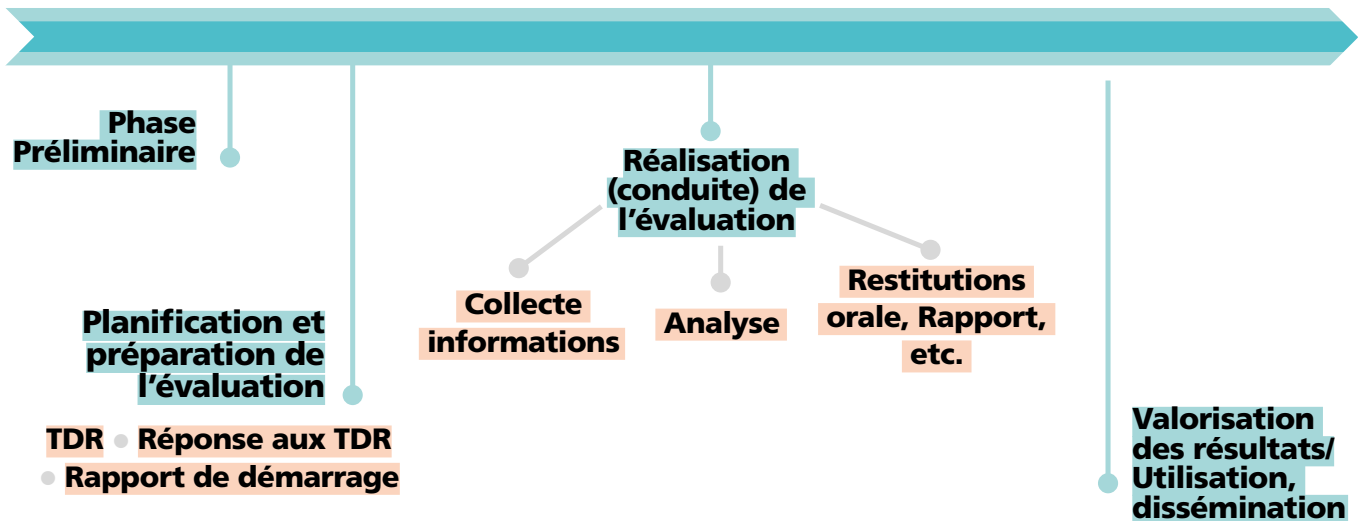 Phase
Préliminaire
Planification et
préparation de
l'évaluation
TDR • Réponse aux TDR
• Rapport de démarrage
Réalisation
(conduite) de
l'évaluation
Collecte
informations
Analyse
Restitutions
orale, Rapport,
etc.
Valorisation
des résultats/
Utilisation,
dissémination